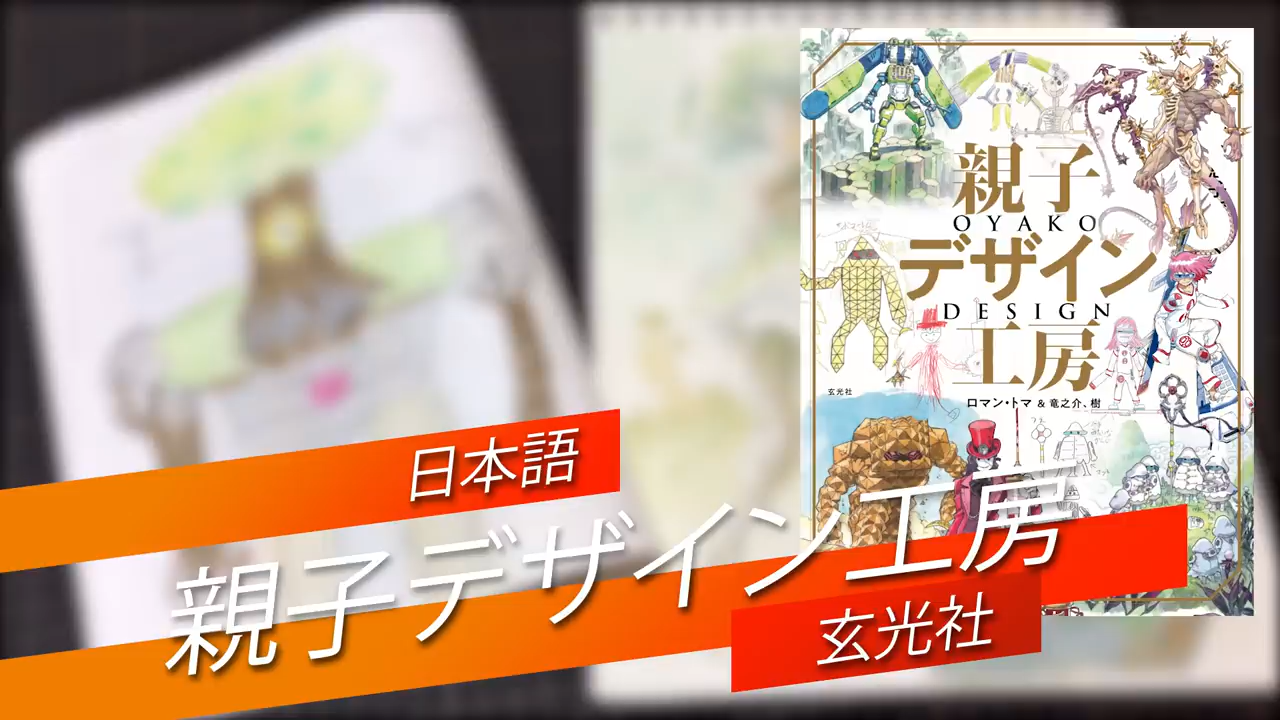 親子
OYAKO
デザイン
DESIGN
工房
玄光社
ロマン・トマ & 竜之介、樹
日本語
親子デザイン工房
玄光社